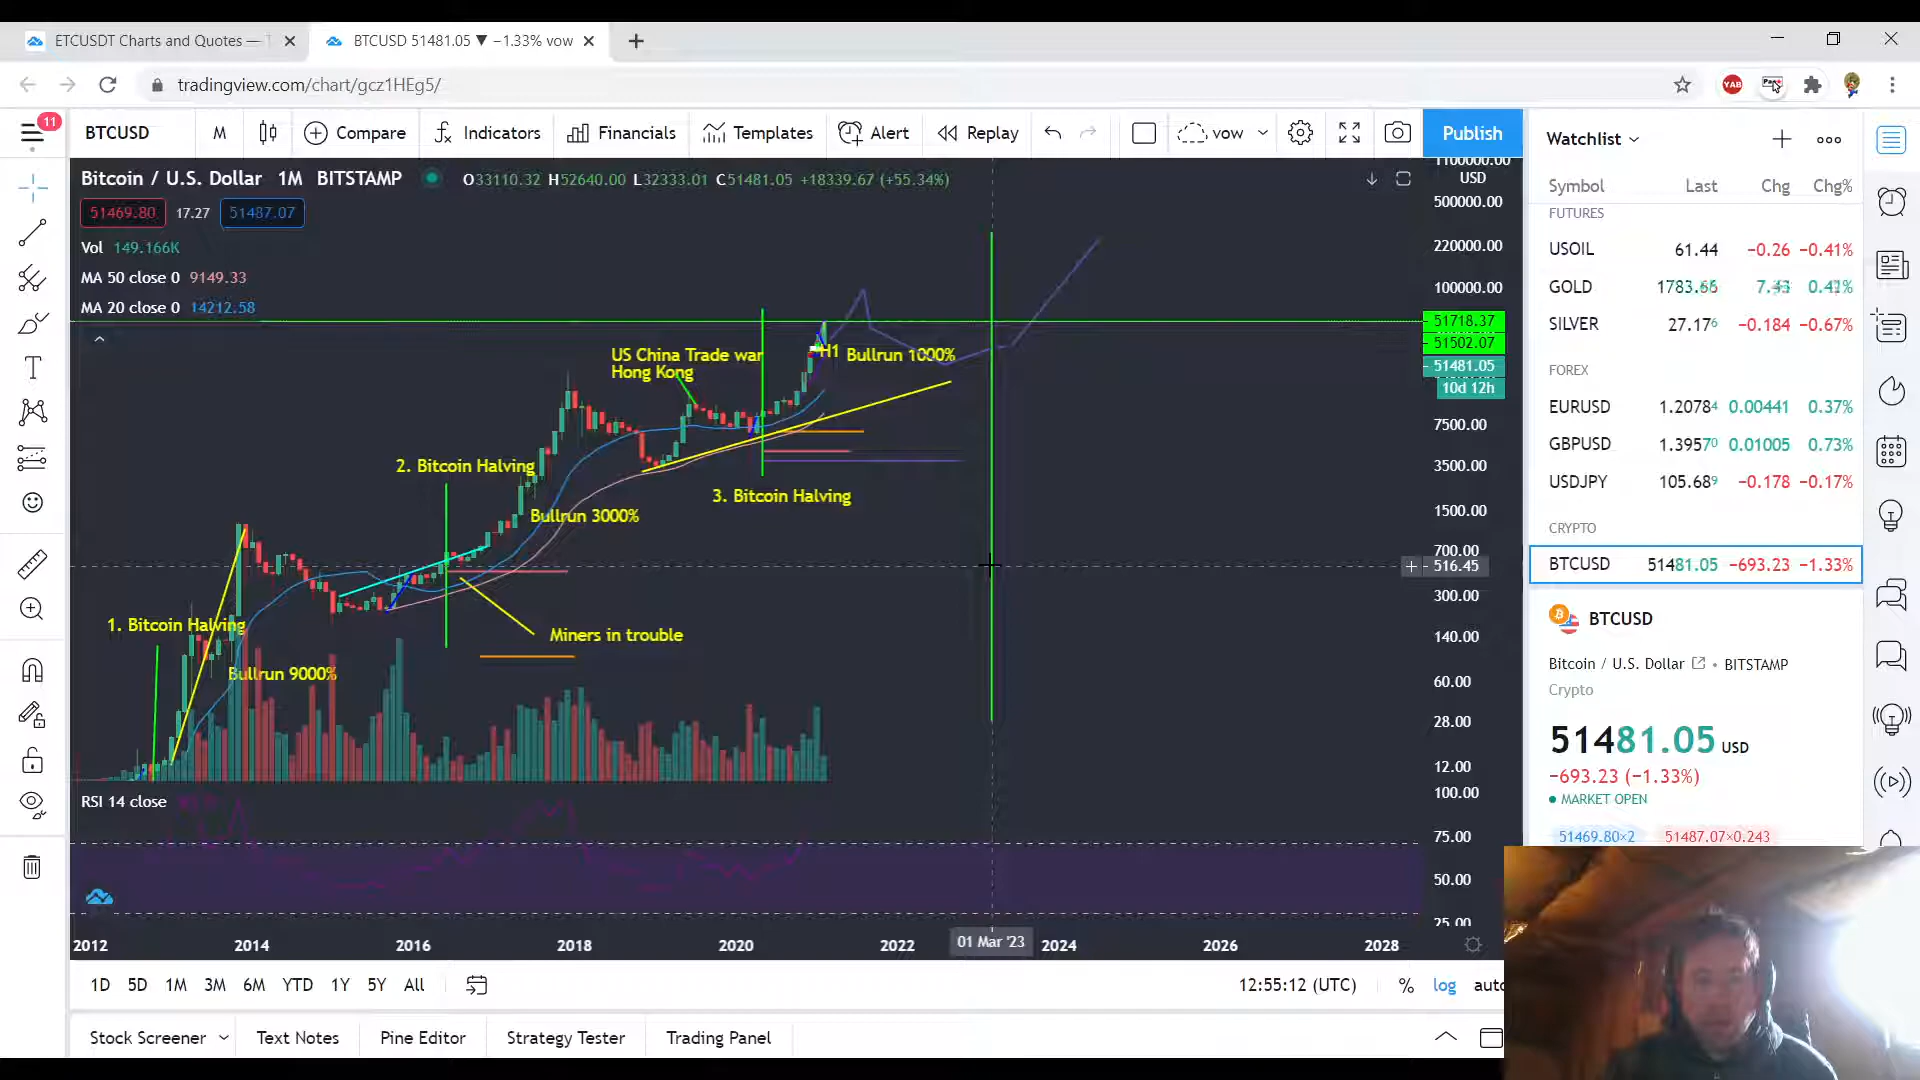 ETCUSDT Charts and Quotes —
BTCUSD 51481.05 ▼ −1.33% vow
tradingview.com/chart/gcz1HEg5/
YAB
11
BTCUSD
M
Compare
Indicators
Financials
Templates
Alert
Replay
vow
Publish
Bitcoin / U.S. Dollar 1M BITSTAMP
O33110.32 H52640.00 L32333.01 C51481.05 +18339.67 (+55.34%)
51469.80 17.27 51487.07
Vol 149.166K
MA 50 close 0 9149.33
MA 20 close 0 14212.58
US China Trade war
Hong Kong
H1 Bullrun 1000%
2. Bitcoin Halving
3. Bitcoin Halving
Bullrun 3000%
1. Bitcoin Halving
Miners in trouble
Bullrun 9000%
RSI 14 close
1100000.00
USD
500000.00
220000.00
100000.00
51718.37
51502.07
51481.05
10d 12h
7500.00
3500.00
1500.00
700.00
516.45
300.00
140.00
60.00
28.00
12.00
100.00
75.00
50.00
25.00
2012 2014 2016 2018 2020 2022 01 Mar '23 2024 2026 2028
1D 5D 1M 3M 6M YTD 1Y 5Y All
12:55:12 (UTC) % log auto
Stock Screener Text Notes Pine Editor Strategy Tester Trading Panel
Watchlist
Symbol Last Chg Chg%
FUTURES
USOIL 61.44 −0.26 −0.41%
GOLD
SILVER 27.176 −0.184 −0.67%
FOREX
EURUSD 1.20784 0.00441 0.37%
GBPUSD 1.39570 0.01005 0.73%
USDJPY 105.689 −0.178 −0.17%
CRYPTO
BTCUSD 51481.05 −693.23 −1.33%
BTCUSD
Bitcoin / U.S. Dollar • BITSTAMP
Crypto
51481.05 USD
−693.23 (−1.33%)
MARKET OPEN
51469.80×2 51487.07×0.243